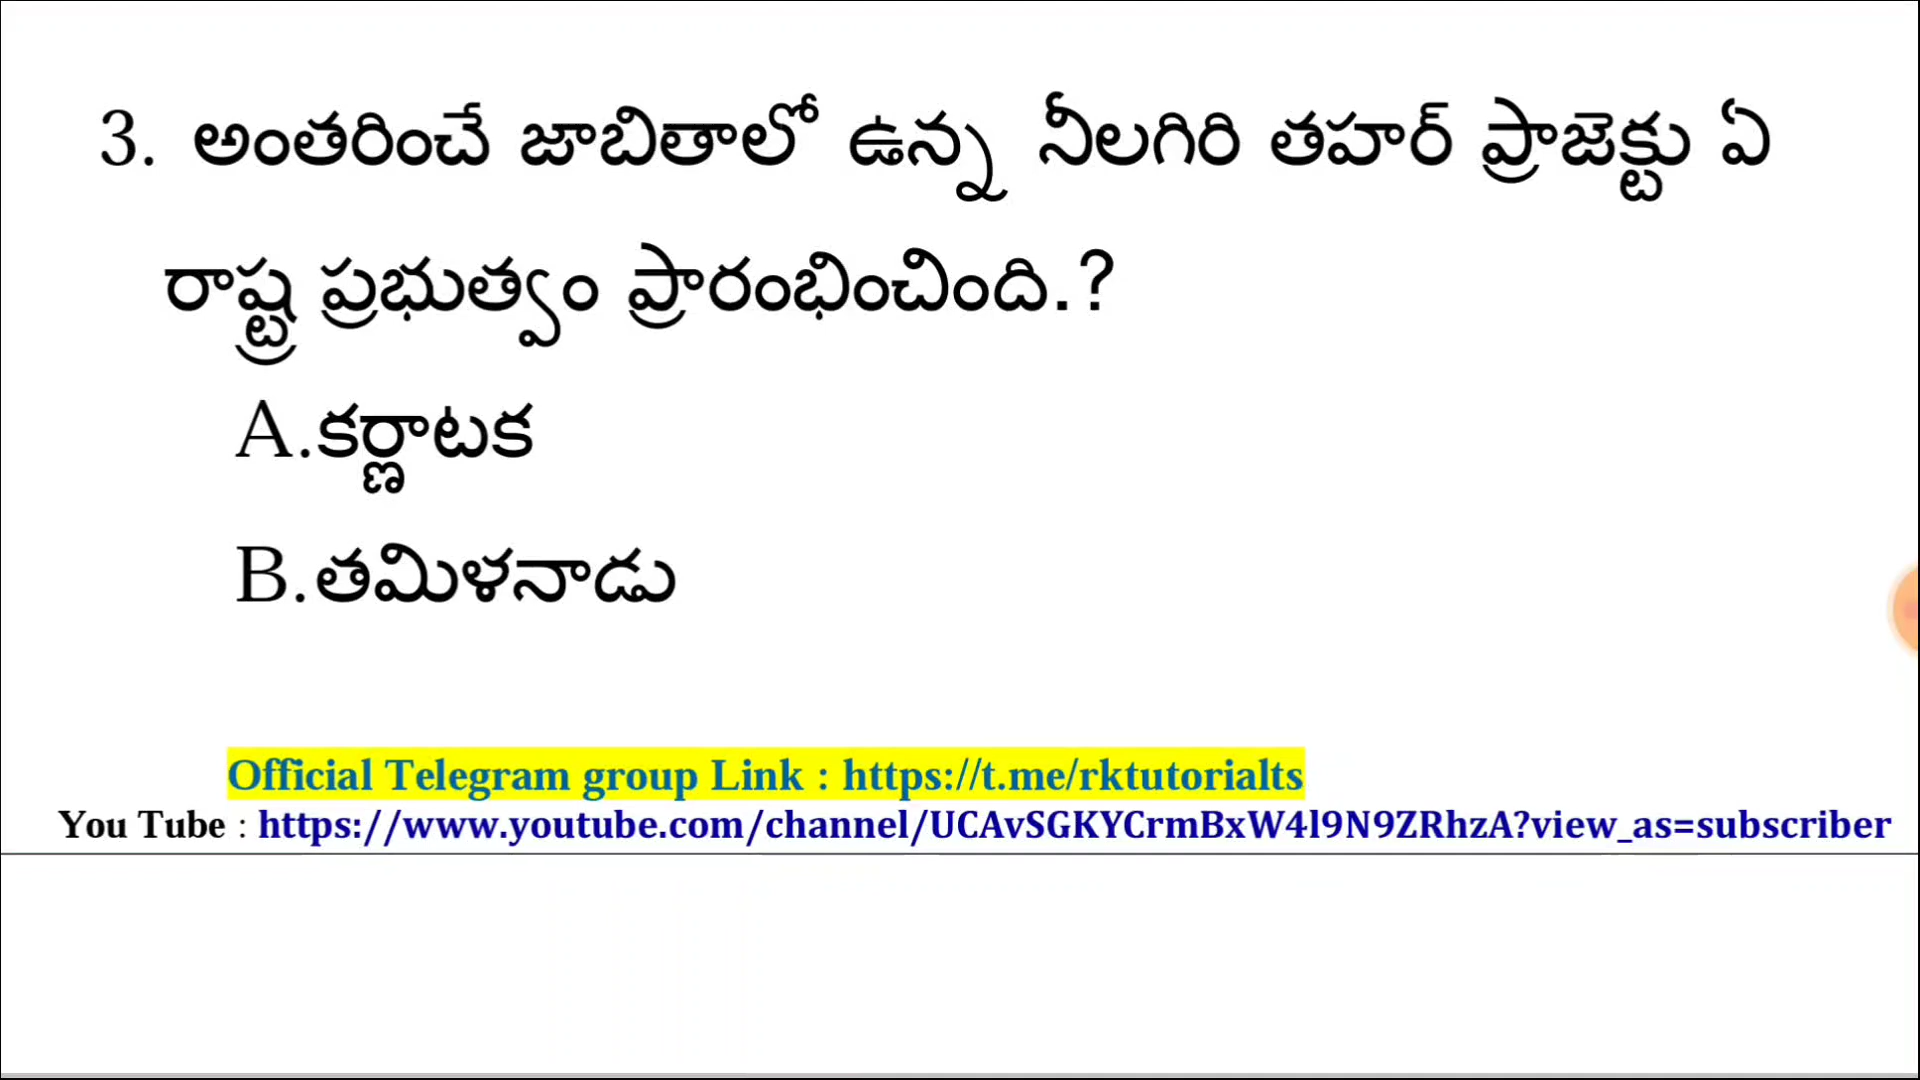 3. అంతరించే జాబితాలో ఉన్న నీలగిరి తహర్ ప్రాజెక్టు ఏ
రాష్ట్ర ప్రభుత్వం ప్రారంభించింది.?
A.కర్ణాటక
B.తమిళనాడు
Official Telegram group Link : https://t.me/rktutorialts
You Tube : https://www.youtube.com/channel/UCAvSGKYCrmBxW4l9N9ZRhzA?view_as=subscriber